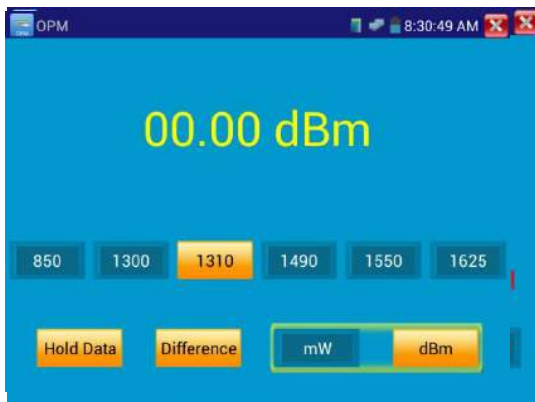 OPM
8:30:49 AM
00.00 dBm
850 1300 1310 1490 1550 1625
Hold Data Difference mW dBm